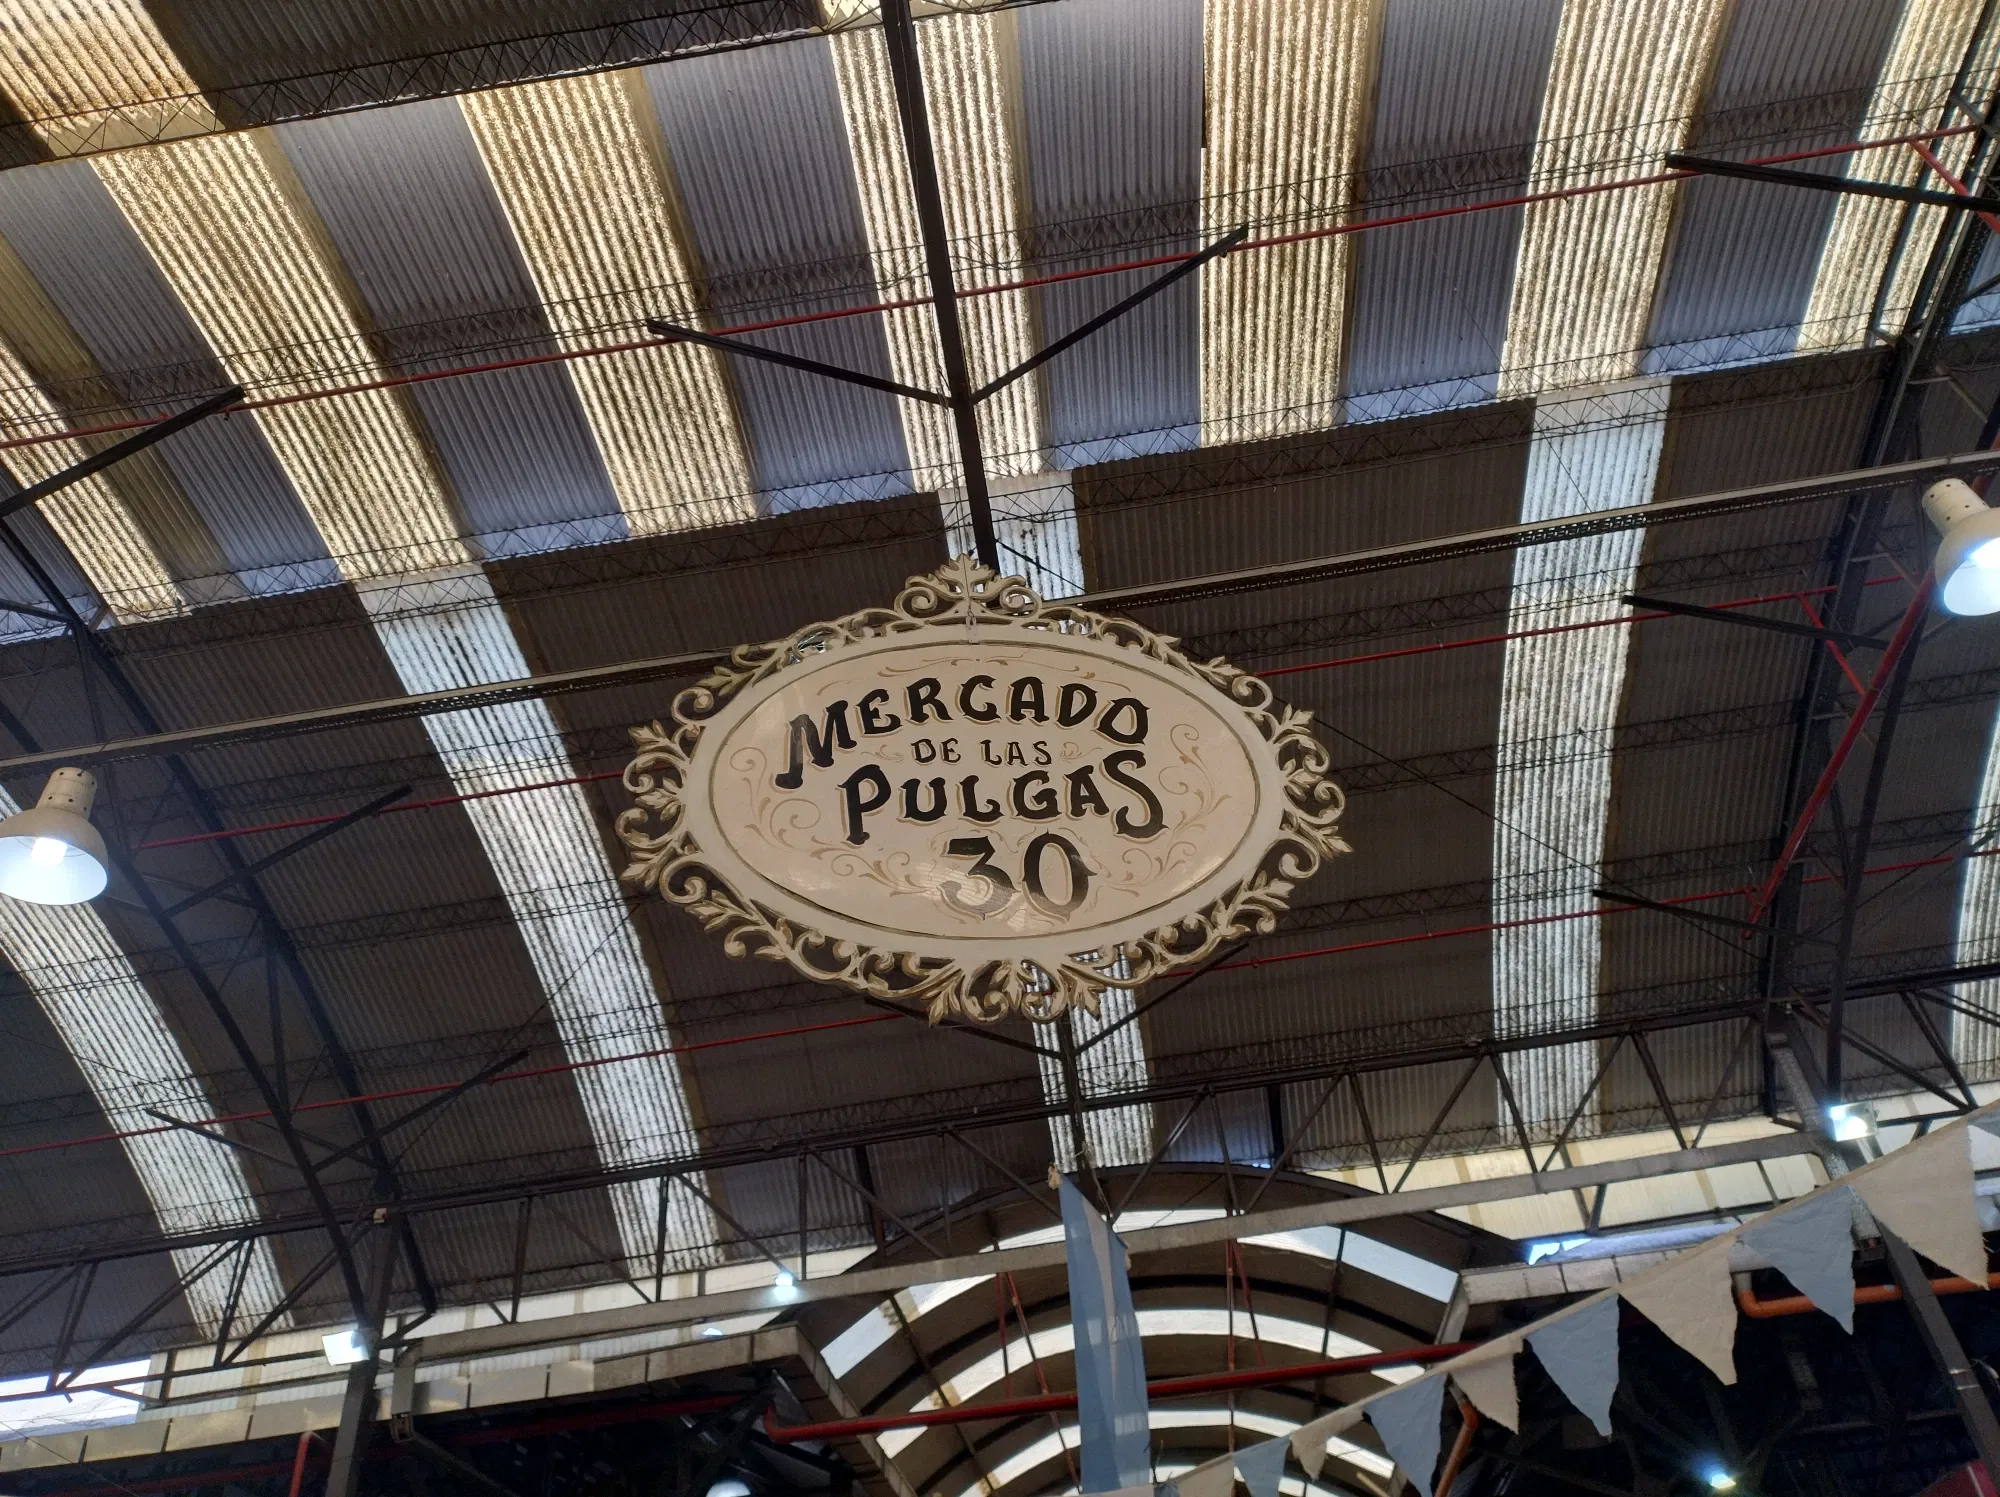 MERCADO
DE LAS
PULGAS
30